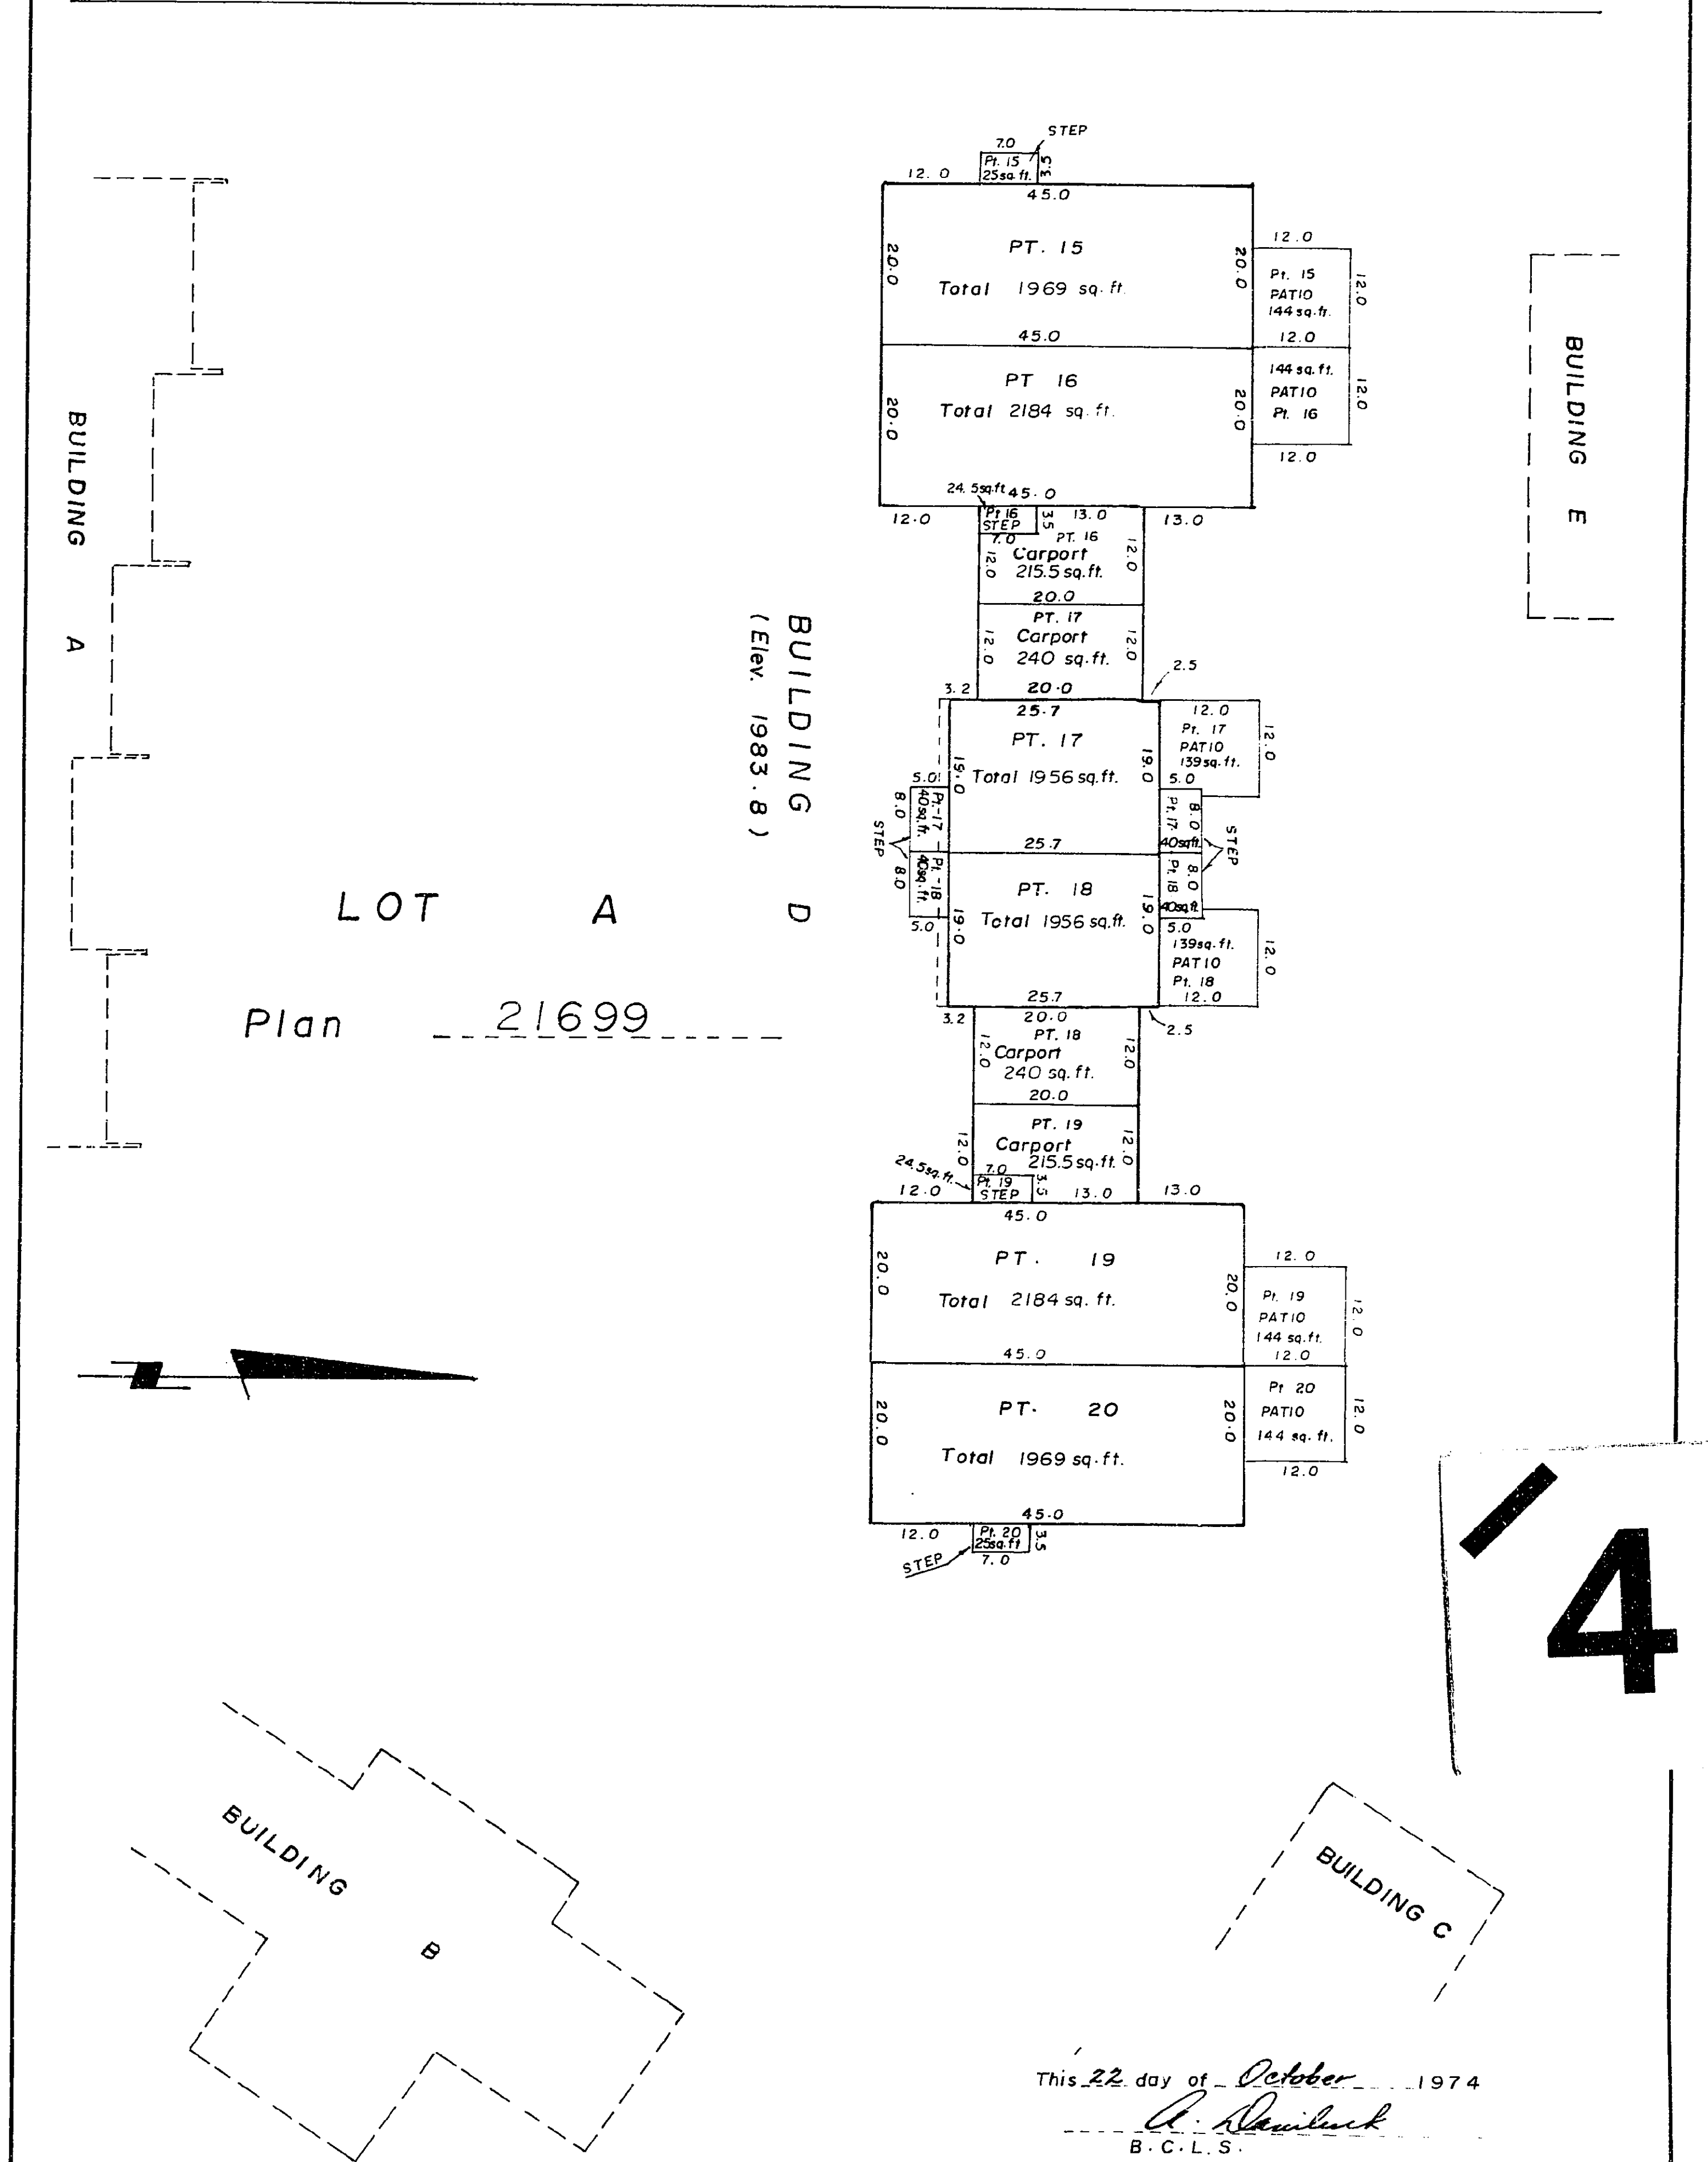 STEP
7.0
Pt. 15
25sq.ft.
3.5
12.0
45.0
PT. 15
Total 1969 sq.ft.
20.0
20.0
12.0
Pt. 15
PATIO
144 sq.ft.
12.0
12.0
45.0
PT 16
Total 2184 sq.ft.
20.0
20.0
144 sq.ft.
PATIO
Pt. 16
12.0
12.0
24.5sq.ft
45.0
12.0
Pt 16
STEP
7.0
3.5
13.0
13.0
PT. 16
Carport
215.5 sq.ft.
12.0
12.0
20.0
PT. 17
Carport
240 sq.ft.
12.0
12.0
20.0
3.2
2.5
25.7
PT. 17
Total 1956 sq.ft.
19.0
19.0
12.0
Pt. 17
PATIO
139 sq.ft.
12.0
5.0
5.0
Pt.-17
40sq.ft.
8.0
STEP
Pt.-18
40sq.ft.
8.0
5.0
Pt. 17
8.0
40sq.ft.
STEP
Pt. 18
8.0
40sq.ft.
5.0
25.7
PT. 18
Total 1956 sq.ft.
19.0
19.0
139 sq.ft.
PATIO
Pt. 18
12.0
12.0
25.7
3.2
2.5
20.0
PT. 18
Carport
240 sq.ft.
12.0
12.0
20.0
PT. 19
Carport
215.5 sq.ft.
12.0
12.0
24.5sq.ft.
7.0
Pt. 19
STEP
3.5
12.0
13.0
13.0
45.0
PT. 19
Total 2184 sq. ft.
20.0
20.0
12.0
Pt. 19
PATIO
144 sq.ft.
12.0
12.0
45.0
PT. 20
Total 1969 sq.ft.
20.0
20.0
Pt 20
PATIO
144 sq. ft.
12.0
12.0
45.0
12.0
Pt. 20
25sq.ft
3.5
7.0
STEP
BUILDING A
BUILDING D
(Elev. 1983.8)
BUILDING E
LOT A
Plan 21699
4
BUILDING B
BUILDING C
This 22 day of October 1974
A. Daniluck
B.C.L.S.